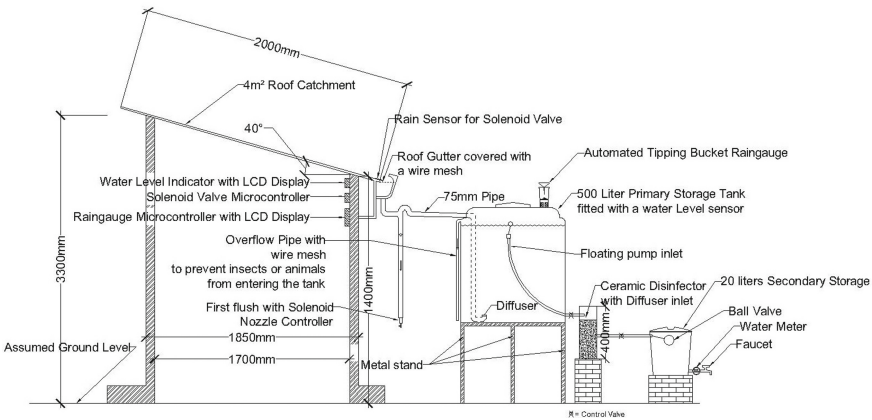 2000mm
4m² Roof Catchment
Rain Sensor for Solenoid Valve
40°
Roof Gutter covered with
a wire mesh
Automated Tipping Bucket Raingauge
Water Level Indicator with LCD Display
Solenoid Valve Microcontroller
Raingauge Microcontroller with LCD Display
75mm Pipe
500 Liter Primary Storage Tank
fitted with a water Level sensor
Overflow Pipe with
wire mesh
to prevent insects or animals
from entering the tank
Floating pump inlet
3300mm
1400mm
First flush with Solenoid
Nozzle Controller
Diffuser
Ceramic Disinfector
with Diffuser inlet
20 liters Secondary Storage
Ball Valve
Water Meter
Faucet
400mm
1850mm
1700mm
Assumed Ground Level
Metal stand
= Control Valve